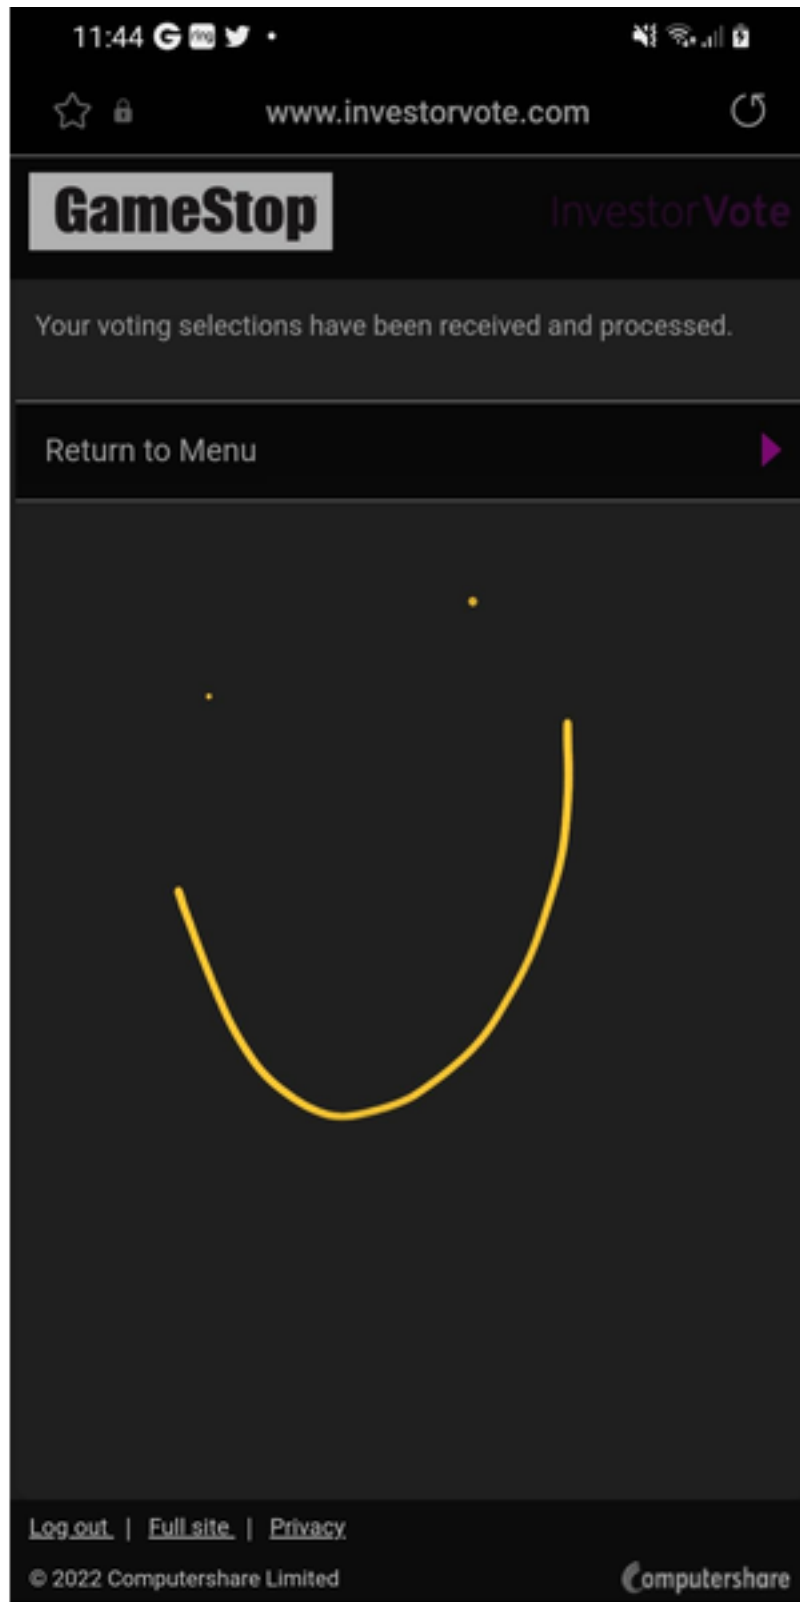 11:44
www.investorvote.com
GameStop
InvestorVote
Your voting selections have been received and processed.
Return to Menu
Log out | Full site | Privacy
© 2022 Computershare Limited
Computershare